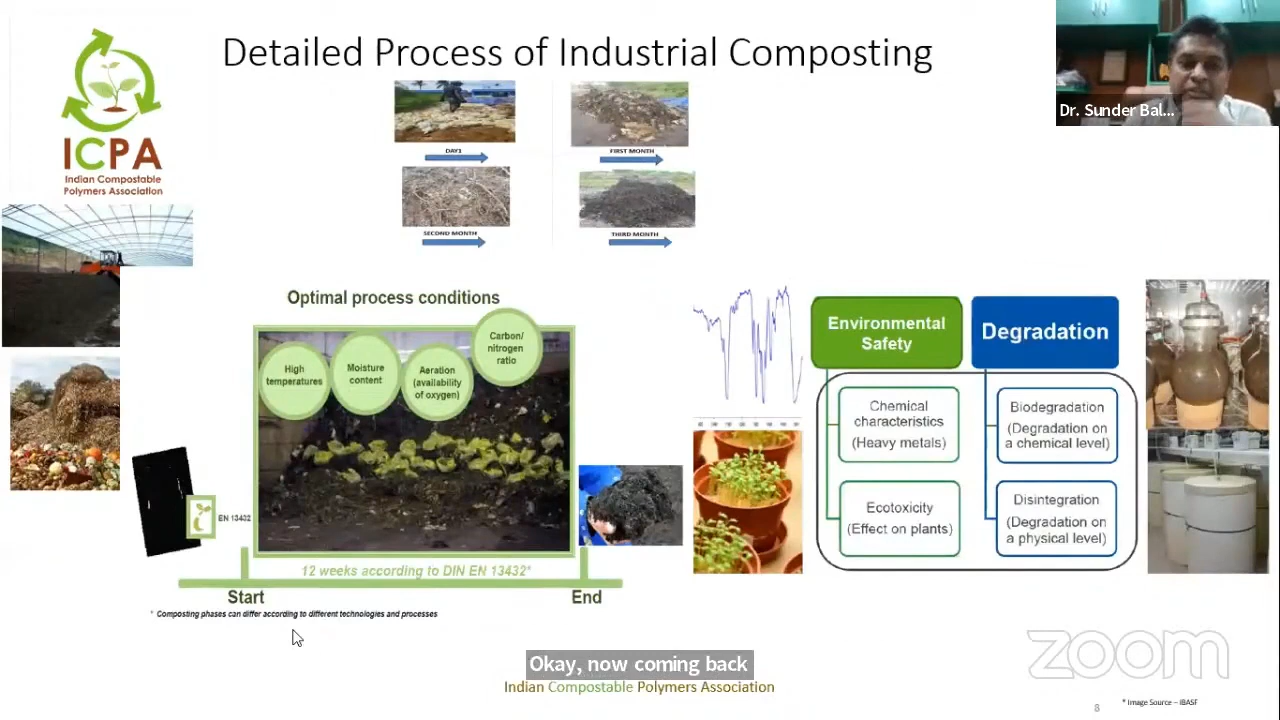 Detailed Process of Industrial Composting
ICPA
Indian Compostable
Polymers Association
Dr. Sunder Bal...
DAY1
FIRST MONTH
SECOND MONTH
THIRD MONTH
Optimal process conditions
High
temperatures
Moisture
content
Aeration
(availability
of oxygen)
Carbon/
nitrogen
ratio
EN 13432
12 weeks according to DIN EN 13432*
Start
End
* Composting phases can differ according to different technologies and processes
Environmental
Safety
Chemical
characteristics
(Heavy metals)
Ecotoxicity
(Effect on plants)
Degradation
Biodegradation
(Degradation on
a chemical level)
Disintegration
(Degradation on
a physical level)
zoom
Okay, now coming back
Indian Compostable Polymers Association
8
* Image Source – IBASF